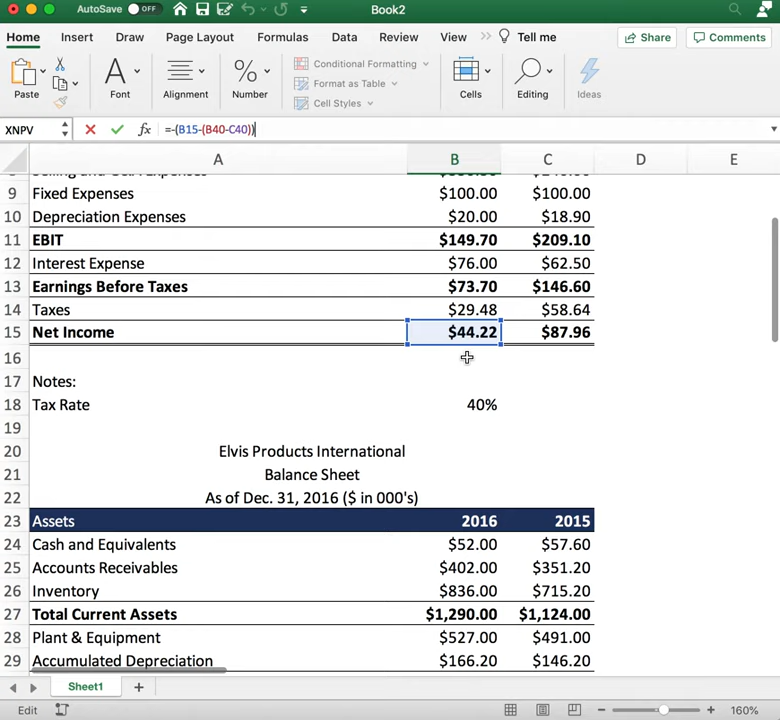 AutoSave OFF Book2
Home Insert Draw Page Layout Formulas Data Review View Tell me Share Comments
Conditional Formatting
Format as Table
Cell Styles
Paste Font Alignment Number Cells Editing Ideas
XNPV fx =-(B15-(B40-C40))
A B C D E
9 Fixed Expenses $100.00 $100.00
10 Depreciation Expenses $20.00 $18.90
11 EBIT $149.70 $209.10
12 Interest Expense $76.00 $62.50
13 Earnings Before Taxes $73.70 $146.60
14 Taxes $29.48 $58.64
15 Net Income $44.22 $87.96
16
17 Notes:
18 Tax Rate 40%
19
20 Elvis Products International
21 Balance Sheet
22 As of Dec. 31, 2016 ($ in 000's)
23 Assets 2016 2015
24 Cash and Equivalents $52.00 $57.60
25 Accounts Receivables $402.00 $351.20
26 Inventory $836.00 $715.20
27 Total Current Assets $1,290.00 $1,124.00
28 Plant & Equipment $527.00 $491.00
29 Accumulated Depreciation $166.20 $146.20
Sheet1
Edit 160%